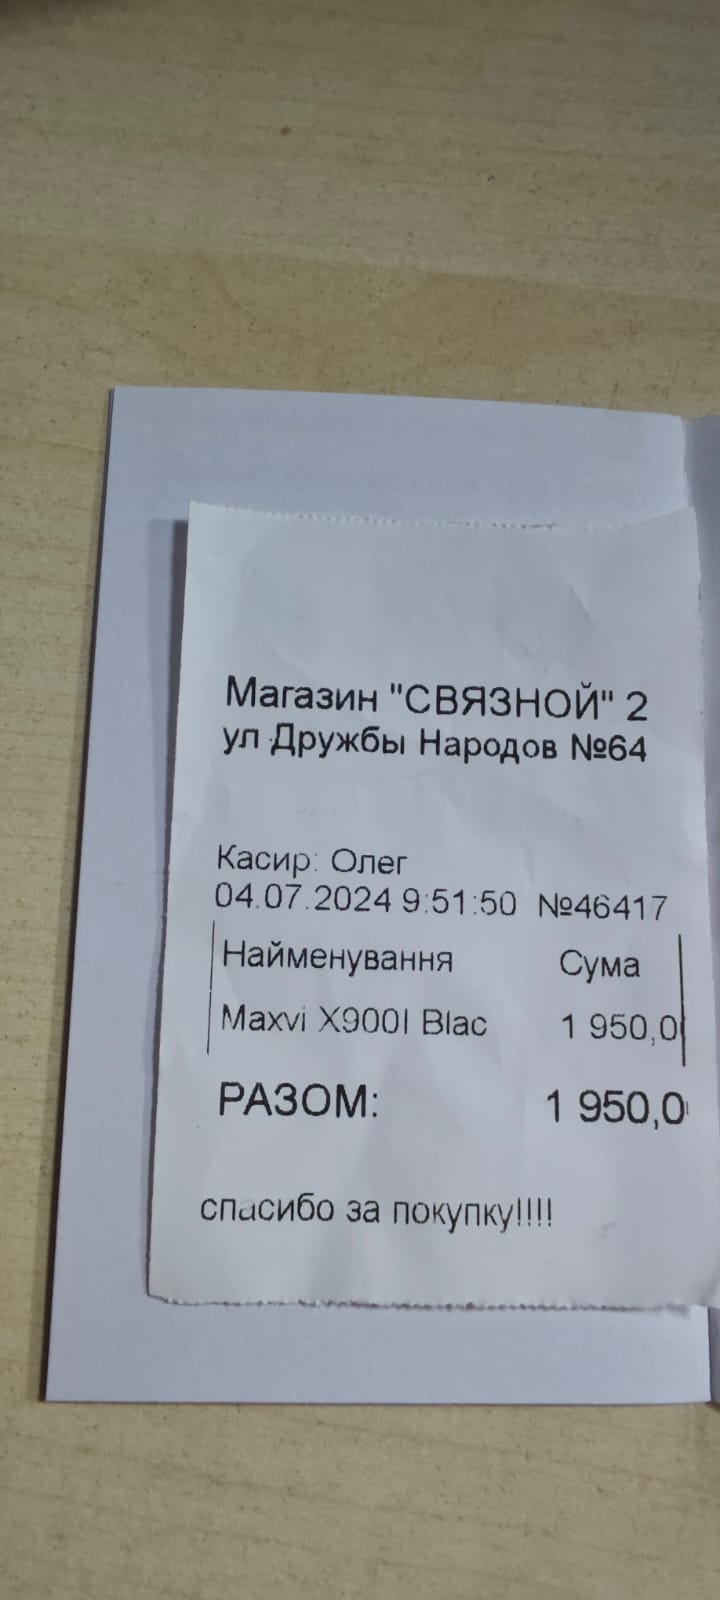 Магазин "СВЯЗНОЙ" 2
ул Дружбы Народов №64
Касир: Олег
04.07.2024 9:51:50 №46417
Найменування Сума
Maxvi X900I Blac 1 950,0
РАЗОМ: 1 950,0
спасибо за покупку!!!!